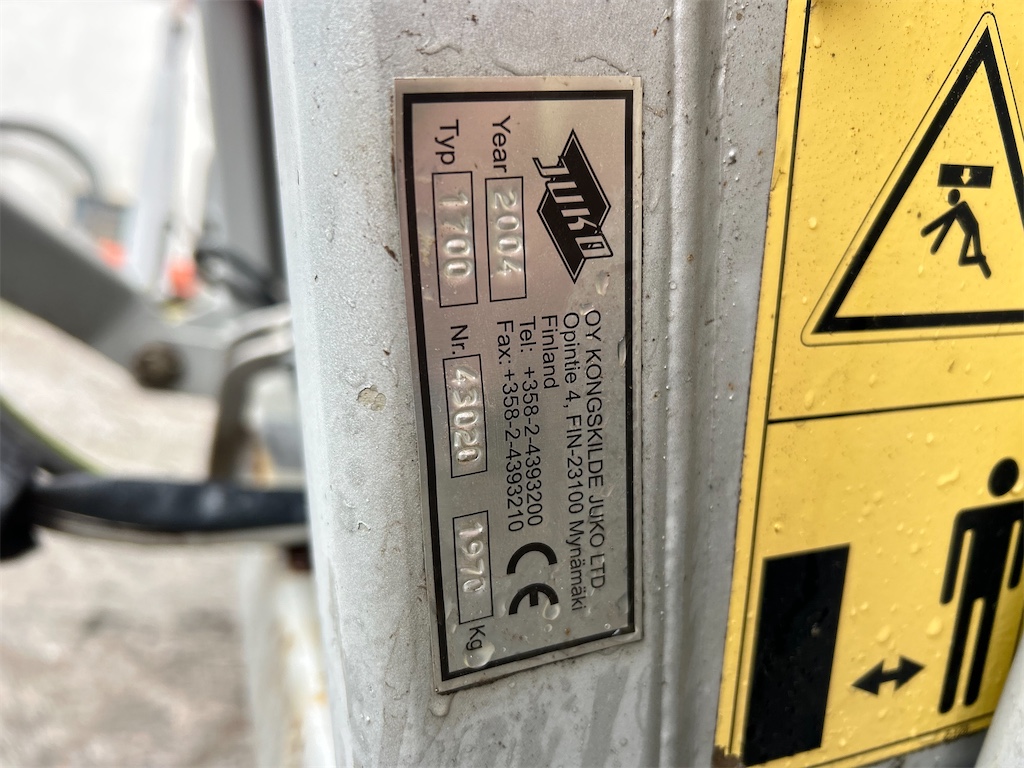 JUKO
OY KONGSKILDE JUKO LTD.
Opintie 4, FIN-23100 Mynämäki
Finland
Tel: +358-2-4393200
Fax: +358-2-4393210
CE
Year 2004
Typ 1700 Nr. 43020 1970 Kg